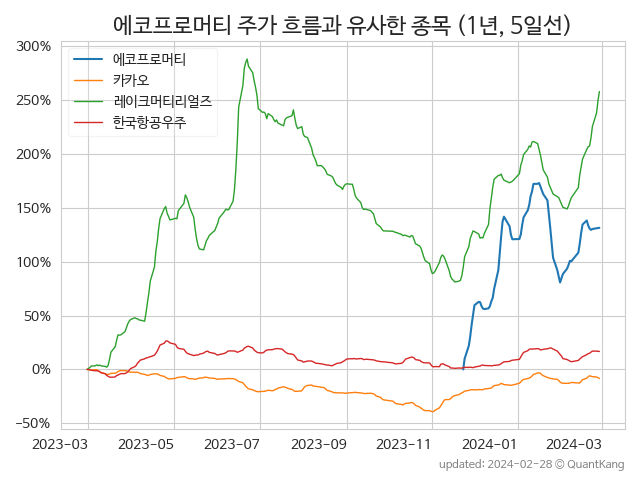 에코프로머티 주가 흐름과 유사한 종목 (1년, 5일선)
300%
250%
200%
150%
100%
50%
0%
−50%
에코프로머티
카카오
레이크머티리얼즈
한국항공우주
2023-03
2023-05
2023-07
2023-09
2023-11
2024-01
2024-03
updated: 2024-02-28 © QuantKang